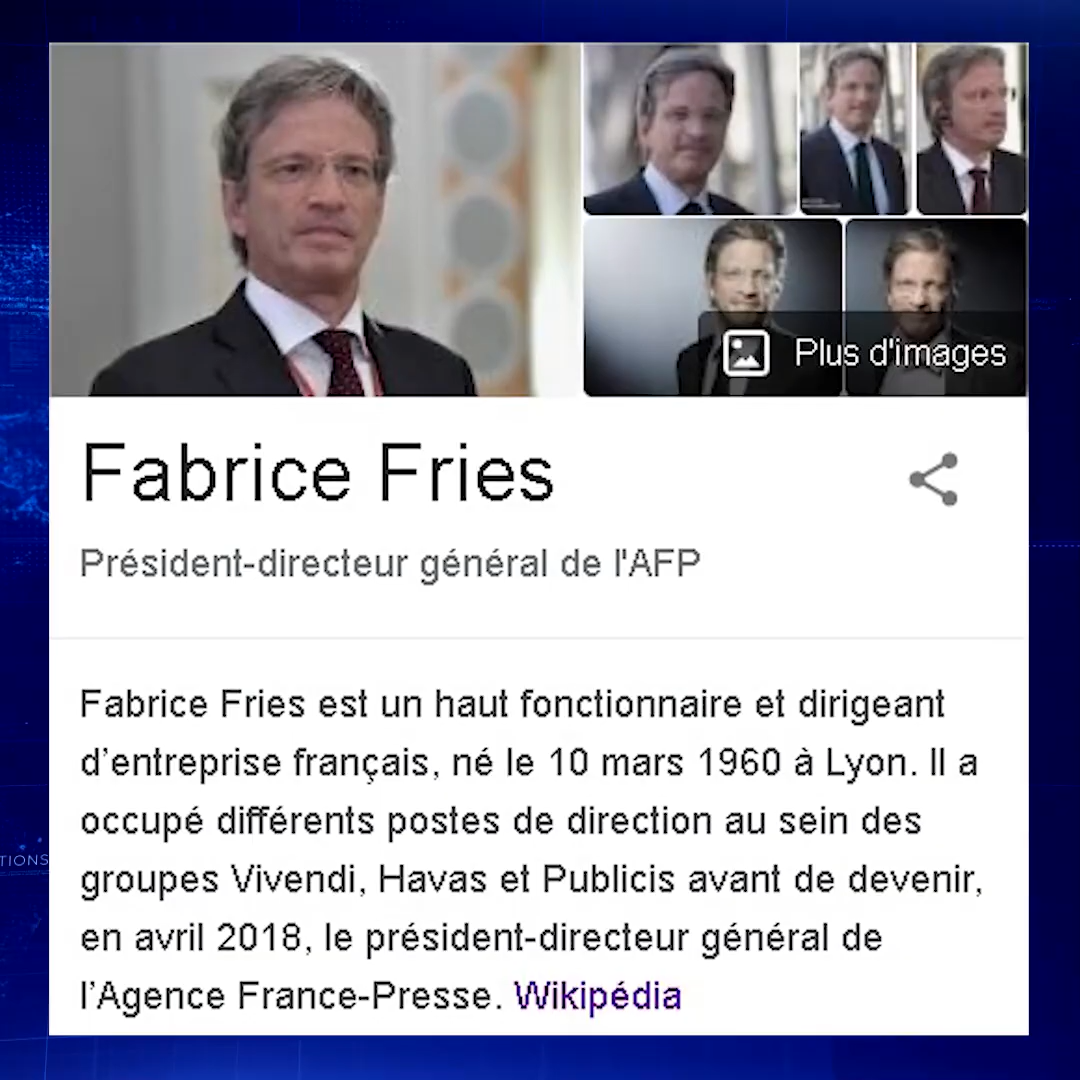 Plus d'images
Fabrice Fries
Président-directeur général de l'AFP
Fabrice Fries est un haut fonctionnaire et dirigeant
d’entreprise français, né le 10 mars 1960 à Lyon. Il a
occupé différents postes de direction au sein des
groupes Vivendi, Havas et Publicis avant de devenir,
en avril 2018, le président-directeur général de
l’Agence France-Presse. Wikipédia
TIONS